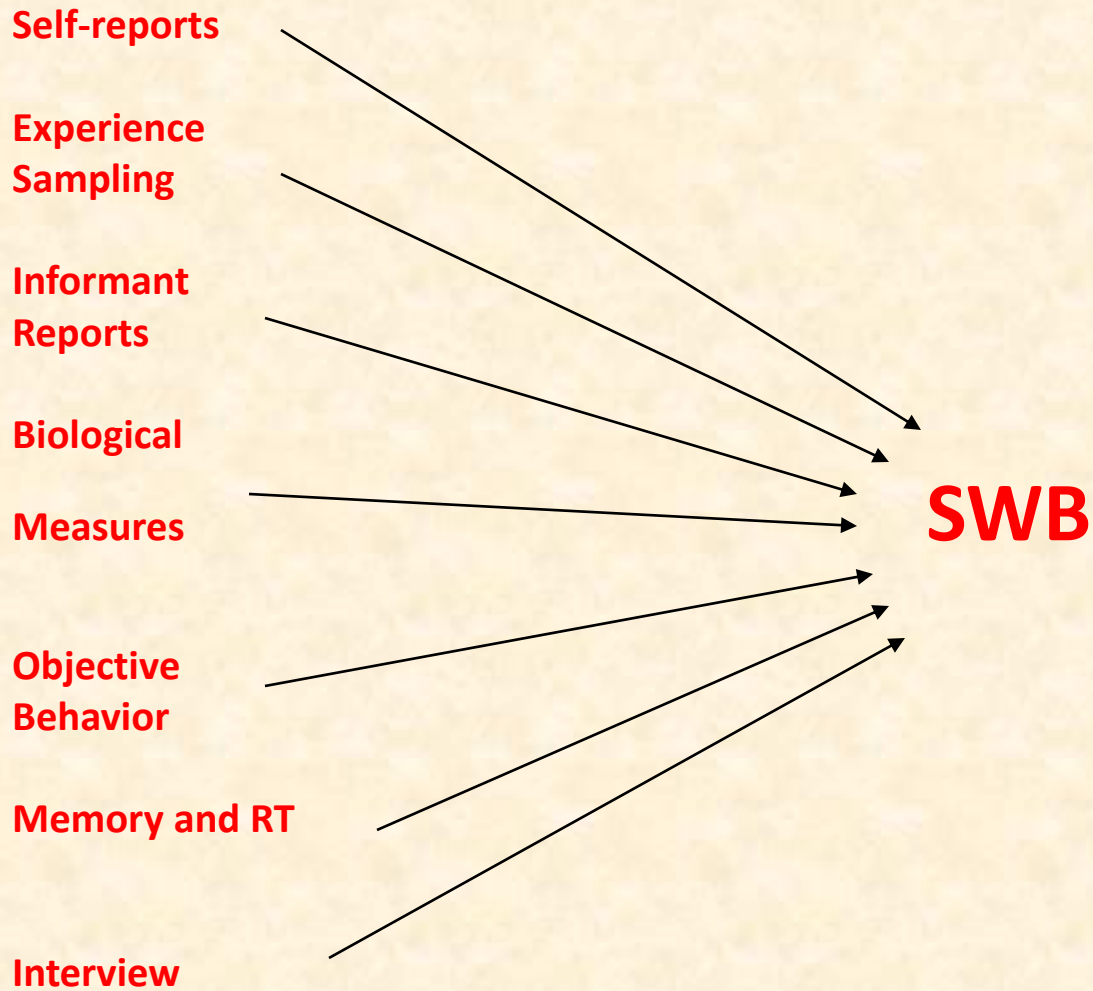 Self-reports
Experience
Sampling
Informant
Reports
Biological
Measures
SWB
Objective
Behavior
Memory and RT
Interview